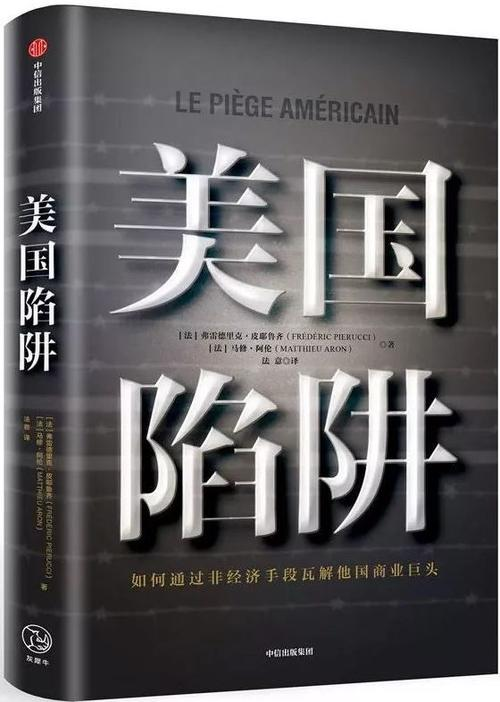 中信出版集团
美国陷阱
[法]弗雷德里克·皮耶鲁齐(FRÉDÉRIC PIERUCCI)
[法]马修·阿伦(MATTHIEU ARON)
著
法意 译
灰犀牛
LE PIÈGE AMÉRICAIN
美国
[法] 弗雷德里克·皮耶鲁齐(FRÉDÉRIC PIERUCCI)
[法] 马修·阿伦(MATTHIEU ARON)
著
法意 译
陷阱
如何通过非经济手段瓦解他国商业巨头
中信出版集团